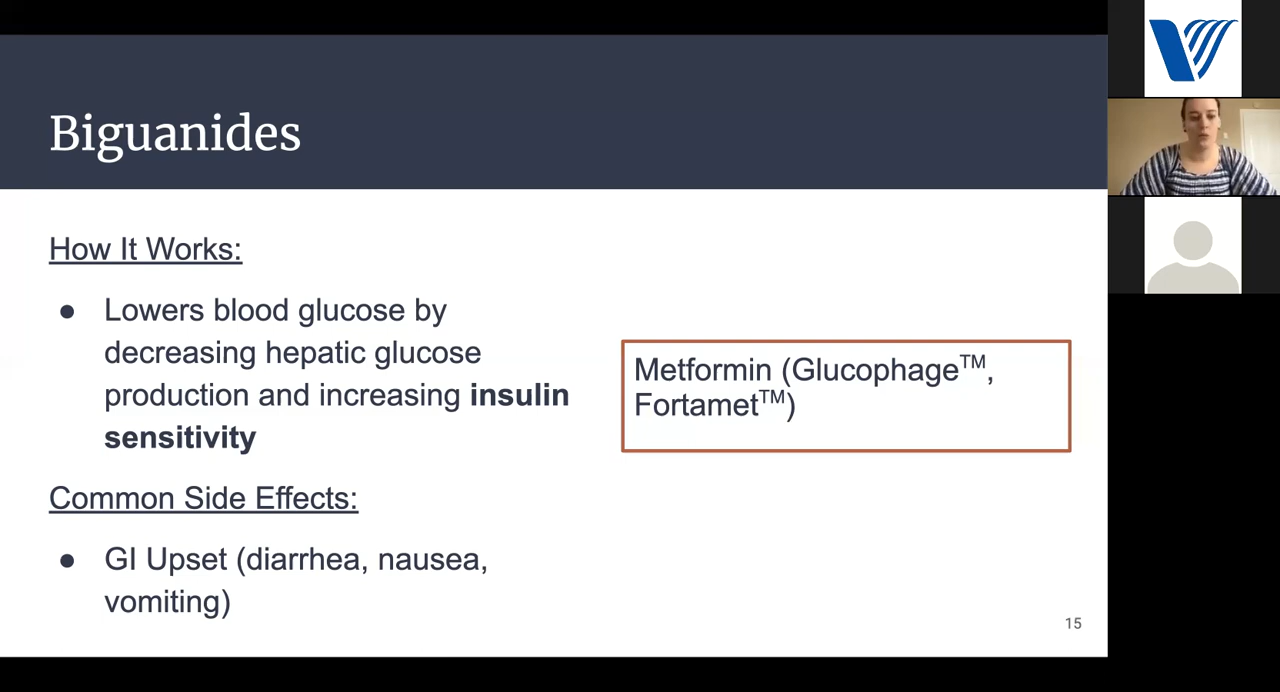 Biguanides
How It Works:
● Lowers blood glucose by
decreasing hepatic glucose
production and increasing insulin
sensitivity
Common Side Effects:
● GI Upset (diarrhea, nausea,
vomiting)
Metformin (Glucophage™,
Fortamet™)
15